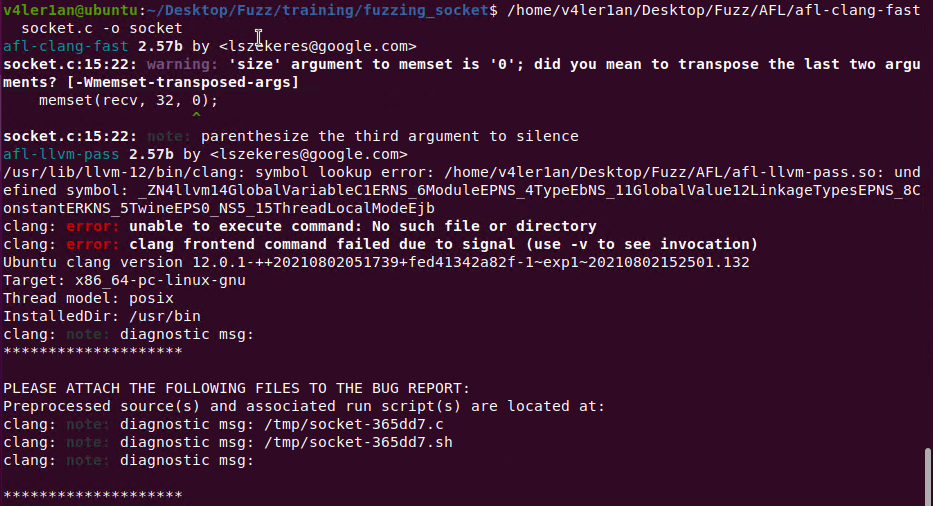 v4ler1an@ubuntu:~/Desktop/Fuzz/training/fuzzing_socket$ /home/v4ler1an/Desktop/Fuzz/AFL/afl-clang-fast
  socket.c -o socket
afl-clang-fast 2.57b by <lszekeres@google.com>
socket.c:15:22: warning: 'size' argument to memset is '0'; did you mean to transpose the last two argu
ments? [-Wmemset-transposed-args]
    memset(recv, 32, 0);
                     ^
socket.c:15:22: note: parenthesize the third argument to silence
afl-llvm-pass 2.57b by <lszekeres@google.com>
/usr/lib/llvm-12/bin/clang: symbol lookup error: /home/v4ler1an/Desktop/Fuzz/AFL/afl-llvm-pass.so: und
efined symbol: _ZN4llvm14GlobalVariableC1ERNS_6ModuleEPNS_4TypeEbNS_11GlobalValue12LinkageTypesEPNS_8C
onstantERKNS_5TwineEPS0_NS5_15ThreadLocalModeEjb
clang: error: unable to execute command: No such file or directory
clang: error: clang frontend command failed due to signal (use -v to see invocation)
Ubuntu clang version 12.0.1-++20210802051739+fed41342a82f-1~exp1~20210802152501.132
Target: x86_64-pc-linux-gnu
Thread model: posix
InstalledDir: /usr/bin
clang: note: diagnostic msg:
********************
PLEASE ATTACH THE FOLLOWING FILES TO THE BUG REPORT:
Preprocessed source(s) and associated run script(s) are located at:
clang: note: diagnostic msg: /tmp/socket-365dd7.c
clang: note: diagnostic msg: /tmp/socket-365dd7.sh
clang: note: diagnostic msg:
********************